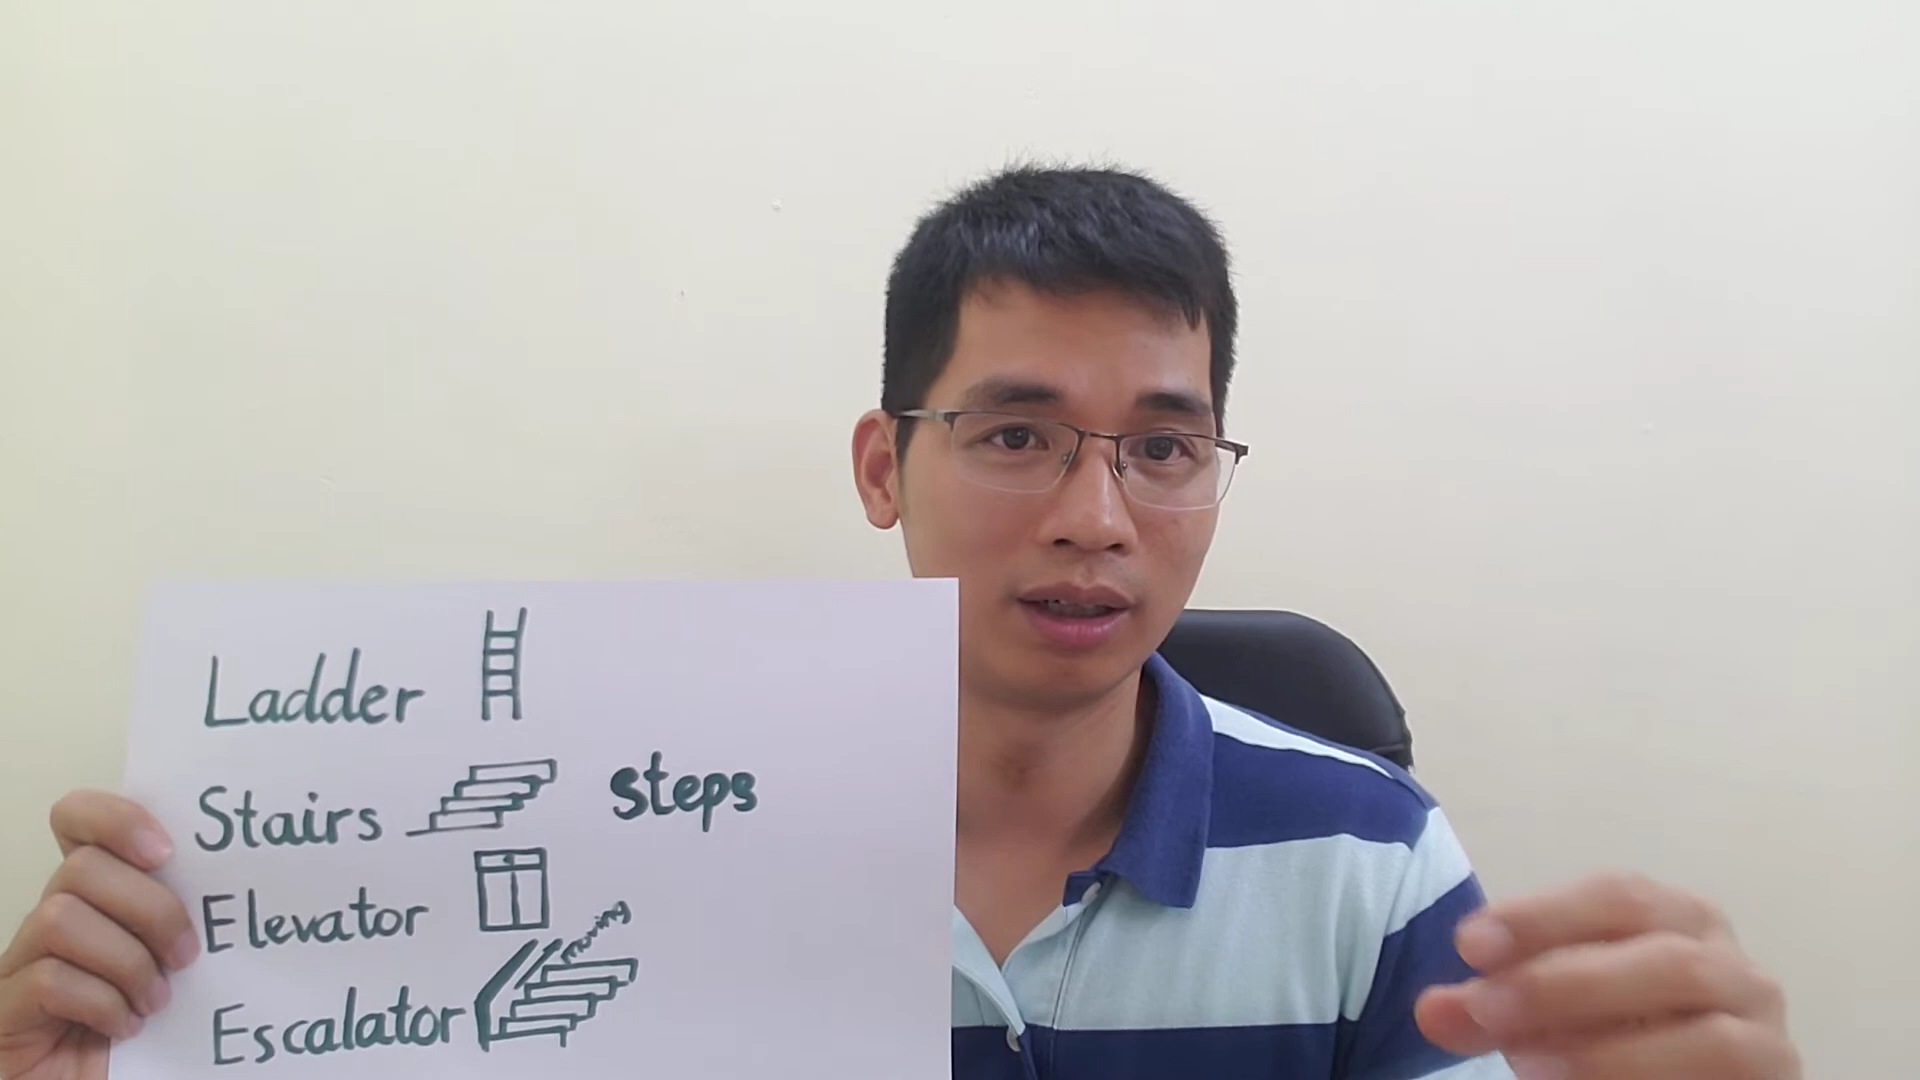 Ladder
Stairs steps
Elevator
moving
Escalator